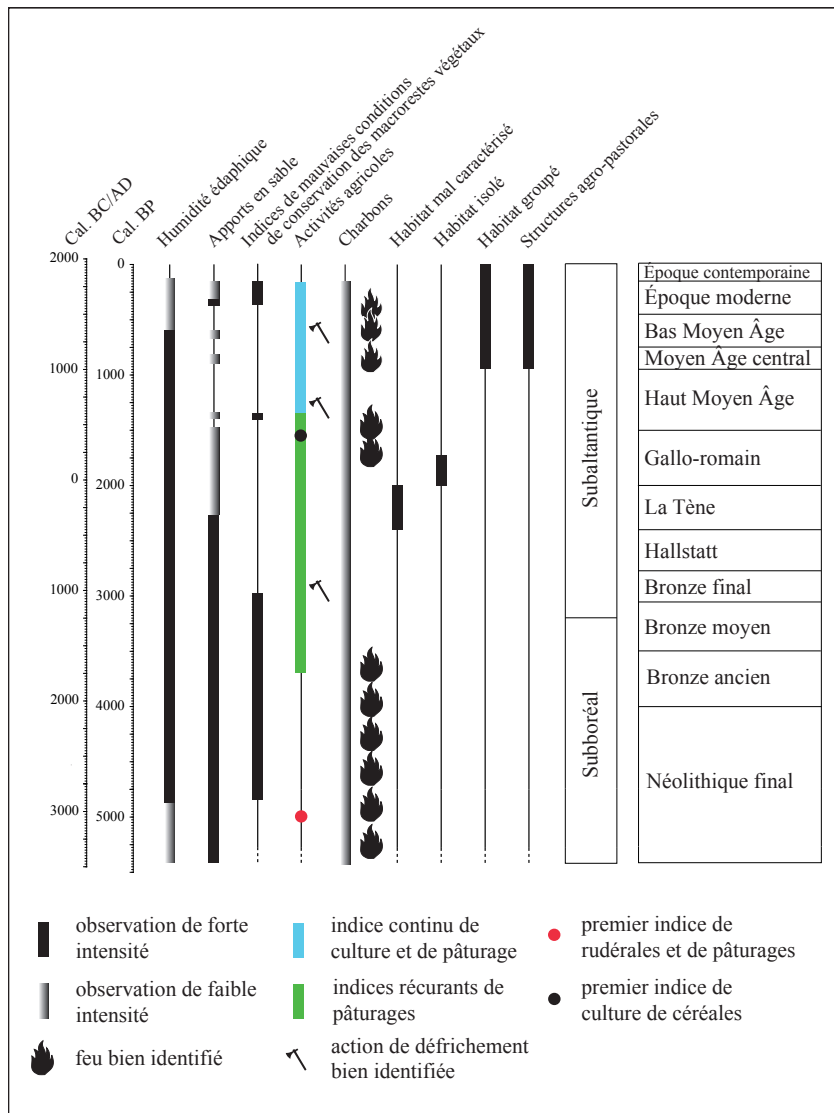 Cal. BC/AD
Cal. BP
Humidité édaphique
Apports en sable
Indices de mauvaises conditions
de conservation des macrorestes végétaux
Activités agricoles
Charbons
Habitat mal caractérisé
Habitat isolé
Habitat groupé
Structures agro-pastorales
2000
1000
0
1000
2000
3000
0
1000
2000
3000
4000
5000
Subaltantique
Subboréal
Époque contemporaine
Époque moderne
Bas Moyen Âge
Moyen Âge central
Haut Moyen Âge
Gallo-romain
La Tène
Hallstatt
Bronze final
Bronze moyen
Bronze ancien
Néolithique final
observation de forte
intensité
observation de faible
intensité
feu bien identifié
indice continu de
culture et de pâturage
indices récurants de
pâturages
action de défrichement
bien identifiée
premier indice de
rudérales et de pâturages
premier indice de
culture de céréales